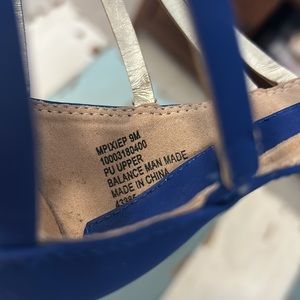 MPIXIEP 9M
10003180400
PU UPPER
BALANCE MAN MADE
MADE IN CHINA